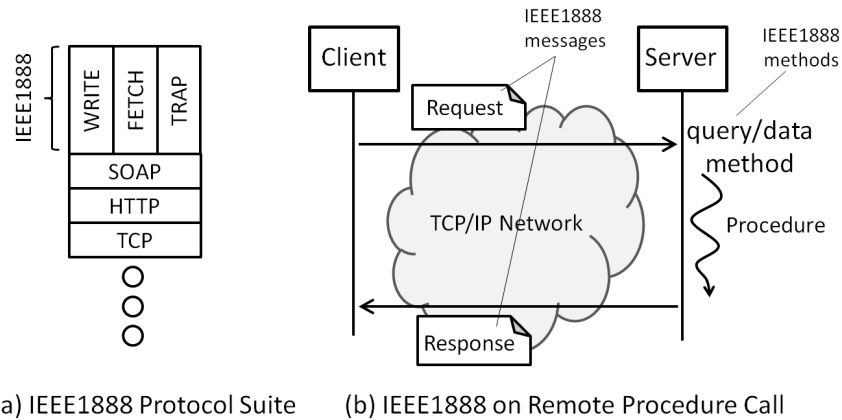 IEEE1888
WRITE
FETCH
TRAP
SOAP
HTTP
TCP
a) IEEE1888 Protocol Suite
Client
IEEE1888
messages
Server
IEEE1888
methods
Request
query/data
method
TCP/IP Network
Procedure
Response
(b) IEEE1888 on Remote Procedure Call